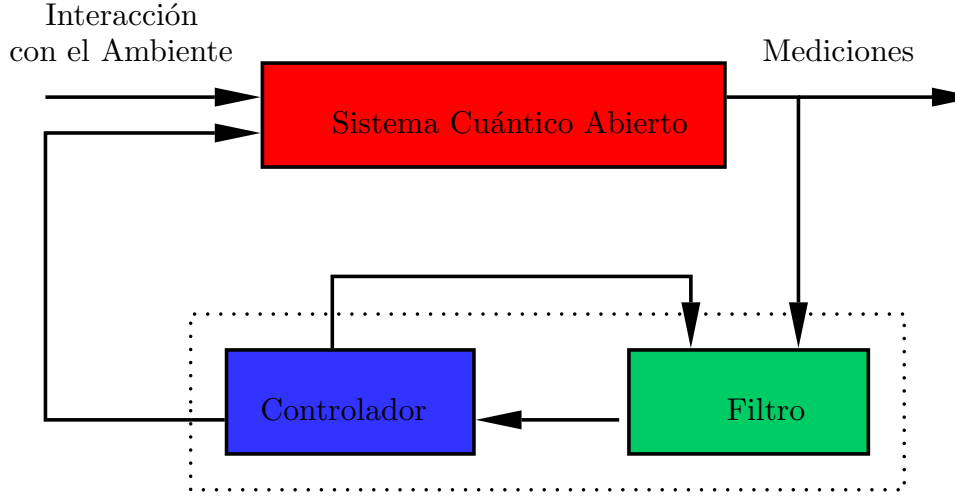 Interacción
con el Ambiente
Mediciones
Sistema Cuántico Abierto
Controlador
Filtro